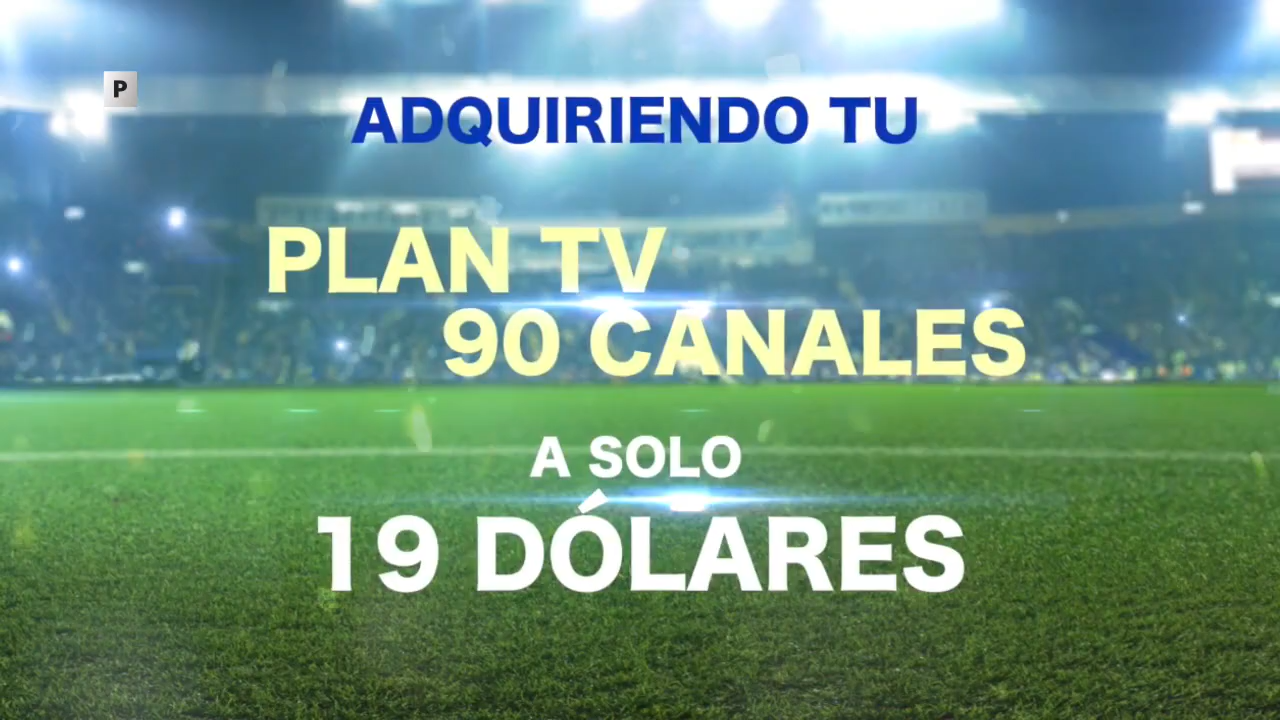 P
ADQUIRIENDO TU
PLAN TV
90 CANALES
A SOLO
19 DÓLARES